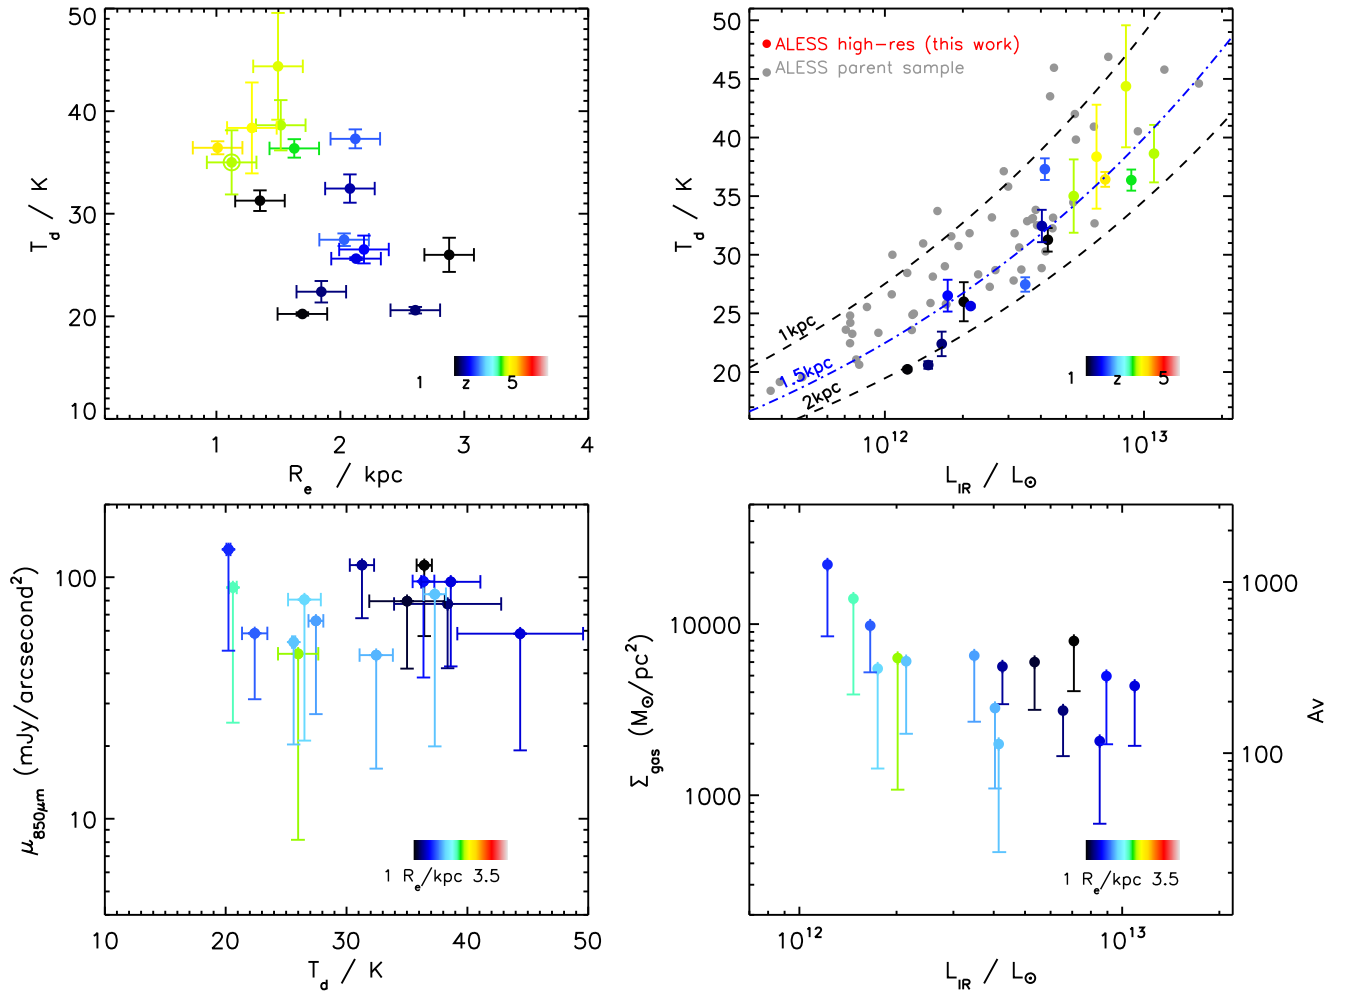 50
40
30
20
10
T_d / K
1 z 5
1 2 3 4
R_e / kpc
ALESS high-res (this work)
ALESS parent sample
50
45
40
35
30
25
20
T_d / K
1kpc
1.5kpc
2kpc
1 z 5
10^12 10^13
L_IR / L⊙
100
10
μ_850μm (mJy/arcsecond^2)
1 R_e/kpc 3.5
10 20 30 40 50
T_d / K
10000
1000
Σ_gas (M⊙/pc^2)
1000
100
Av
1 R_e/kpc 3.5
10^12 10^13
L_IR / L⊙